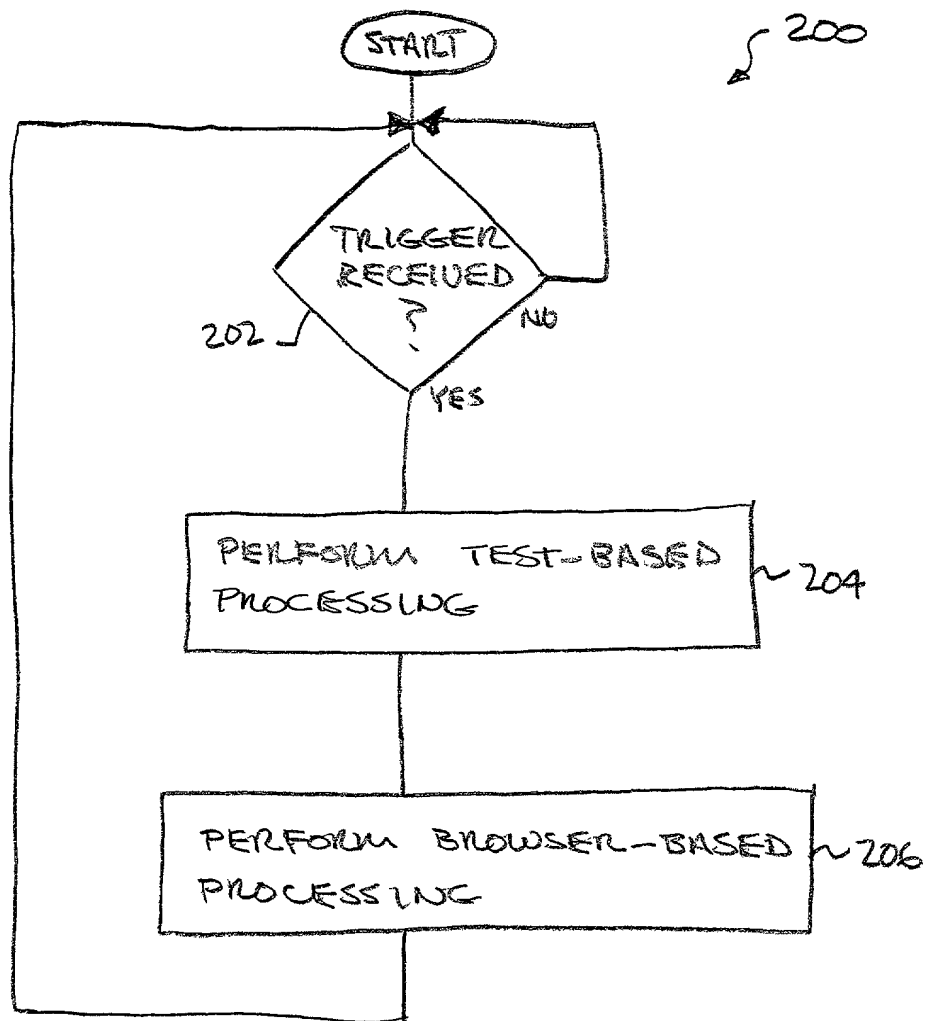 START
200
TRIGGER
RECEIVED
?
202
NO
YES
PERFORM TEST-BASED
PROCESSING
204
PERFORM BROWSER-BASED
PROCESSING
206